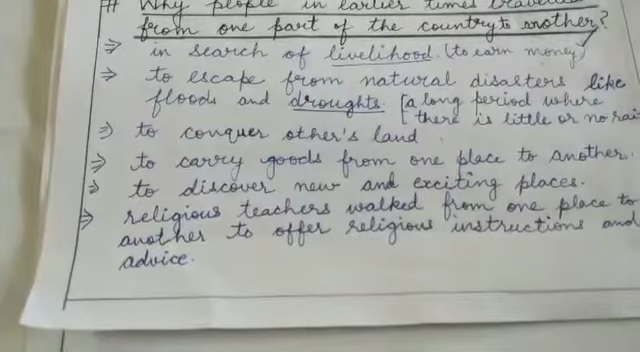 # Why people in earlier times travelled
from one part of the country to another?
⇒ in search of livelihood. (to earn money)
⇒ to escape from natural disasters like
floods and droughts. [a long period where
[there is little or no rai
⇒ to conquer other's land
⇒ to carry goods from one place to another.
⇒ to discover new and exciting places.
⇒ religious teachers walked from one place to
another to offer religious instructions and
advice.